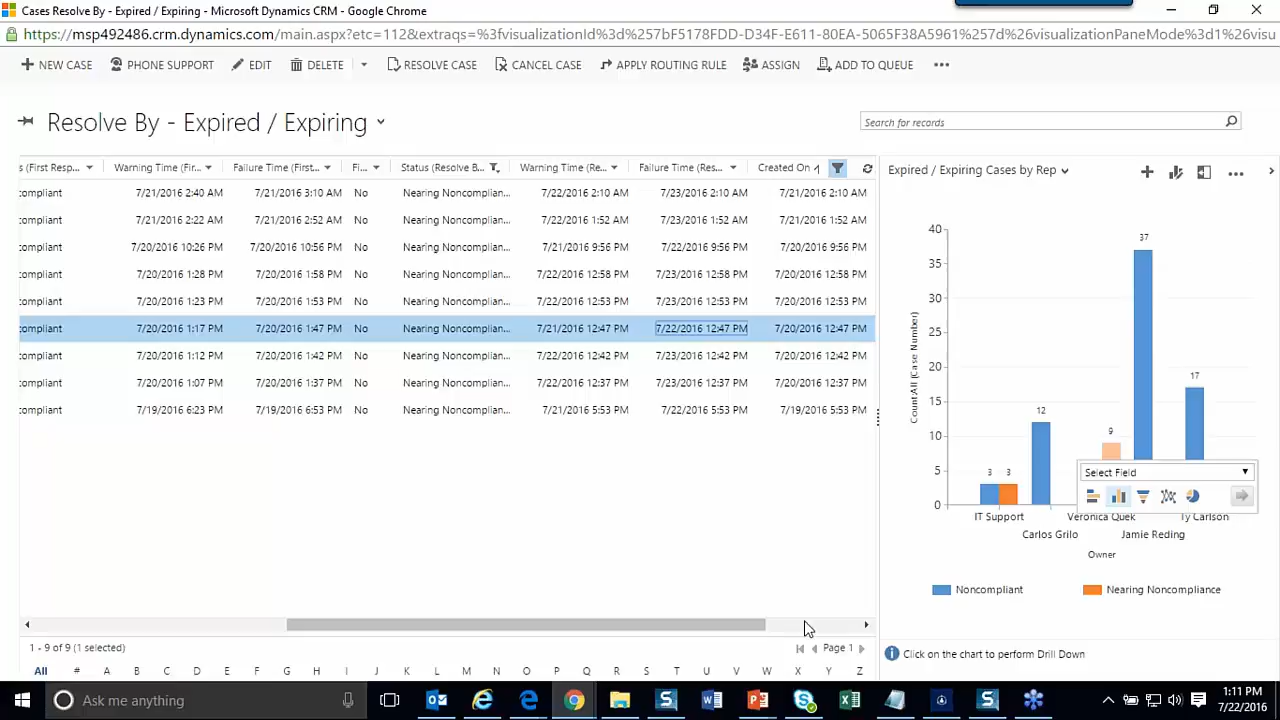 Cases Resolve By - Expired / Expiring - Microsoft Dynamics CRM - Google Chrome
https://msp492486.crm.dynamics.com/main.aspx?etc=112&extraqs=%3fvisualizationId%3d%257bF5178FDD-D34F-E611-80EA-5065F38A5961%257d%26visualizationPaneMode%3d1%26visu
NEW CASE PHONE SUPPORT EDIT DELETE RESOLVE CASE CANCEL CASE APPLY ROUTING RULE ASSIGN ADD TO QUEUE
Resolve By - Expired / Expiring
Search for records
s (First Resp... Warning Time (Fir... Failure Time (First... Fi... Status (Resolve B... Warning Time (Re... Failure Time (Res... Created On
compliant 7/21/2016 2:40 AM 7/21/2016 3:10 AM No Nearing Noncomplian... 7/22/2016 2:10 AM 7/23/2016 2:10 AM 7/21/2016 2:10 AM
compliant 7/21/2016 2:22 AM 7/21/2016 2:52 AM No Nearing Noncomplian... 7/22/2016 1:52 AM 7/23/2016 1:52 AM 7/21/2016 1:52 AM
compliant 7/20/2016 10:26 PM 7/20/2016 10:56 PM No Nearing Noncomplian... 7/21/2016 9:56 PM 7/22/2016 9:56 PM 7/20/2016 9:56 PM
compliant 7/20/2016 1:28 PM 7/20/2016 1:58 PM No Nearing Noncomplian... 7/22/2016 12:58 PM 7/23/2016 12:58 PM 7/20/2016 12:58 PM
compliant 7/20/2016 1:23 PM 7/20/2016 1:53 PM No Nearing Noncomplian... 7/22/2016 12:53 PM 7/23/2016 12:53 PM 7/20/2016 12:53 PM
compliant 7/20/2016 1:17 PM 7/20/2016 1:47 PM No Nearing Noncomplian... 7/21/2016 12:47 PM 7/22/2016 12:47 PM 7/20/2016 12:47 PM
compliant 7/20/2016 1:12 PM 7/20/2016 1:42 PM No Nearing Noncomplian... 7/22/2016 12:42 PM 7/23/2016 12:42 PM 7/20/2016 12:42 PM
compliant 7/20/2016 1:07 PM 7/20/2016 1:37 PM No Nearing Noncomplian... 7/22/2016 12:37 PM 7/23/2016 12:37 PM 7/20/2016 12:37 PM
compliant 7/19/2016 6:23 PM 7/19/2016 6:53 PM No Nearing Noncomplian... 7/21/2016 5:53 PM 7/22/2016 5:53 PM 7/19/2016 5:53 PM
1 - 9 of 9 (1 selected) Page 1
All # A B C D E F G H I J K L M N O P Q R S T U V W X Y Z
Expired / Expiring Cases by Rep
Count:All (Case Number)
40
35
30
25
20
15
10
5
0
37
17
12
9
3 3
Select Field
IT Support Veronica Quek Ty Carlson
Carlos Grilo Jamie Reding
Owner
Noncompliant Nearing Noncompliance
Click on the chart to perform Drill Down
Ask me anything
1:11 PM
7/22/2016